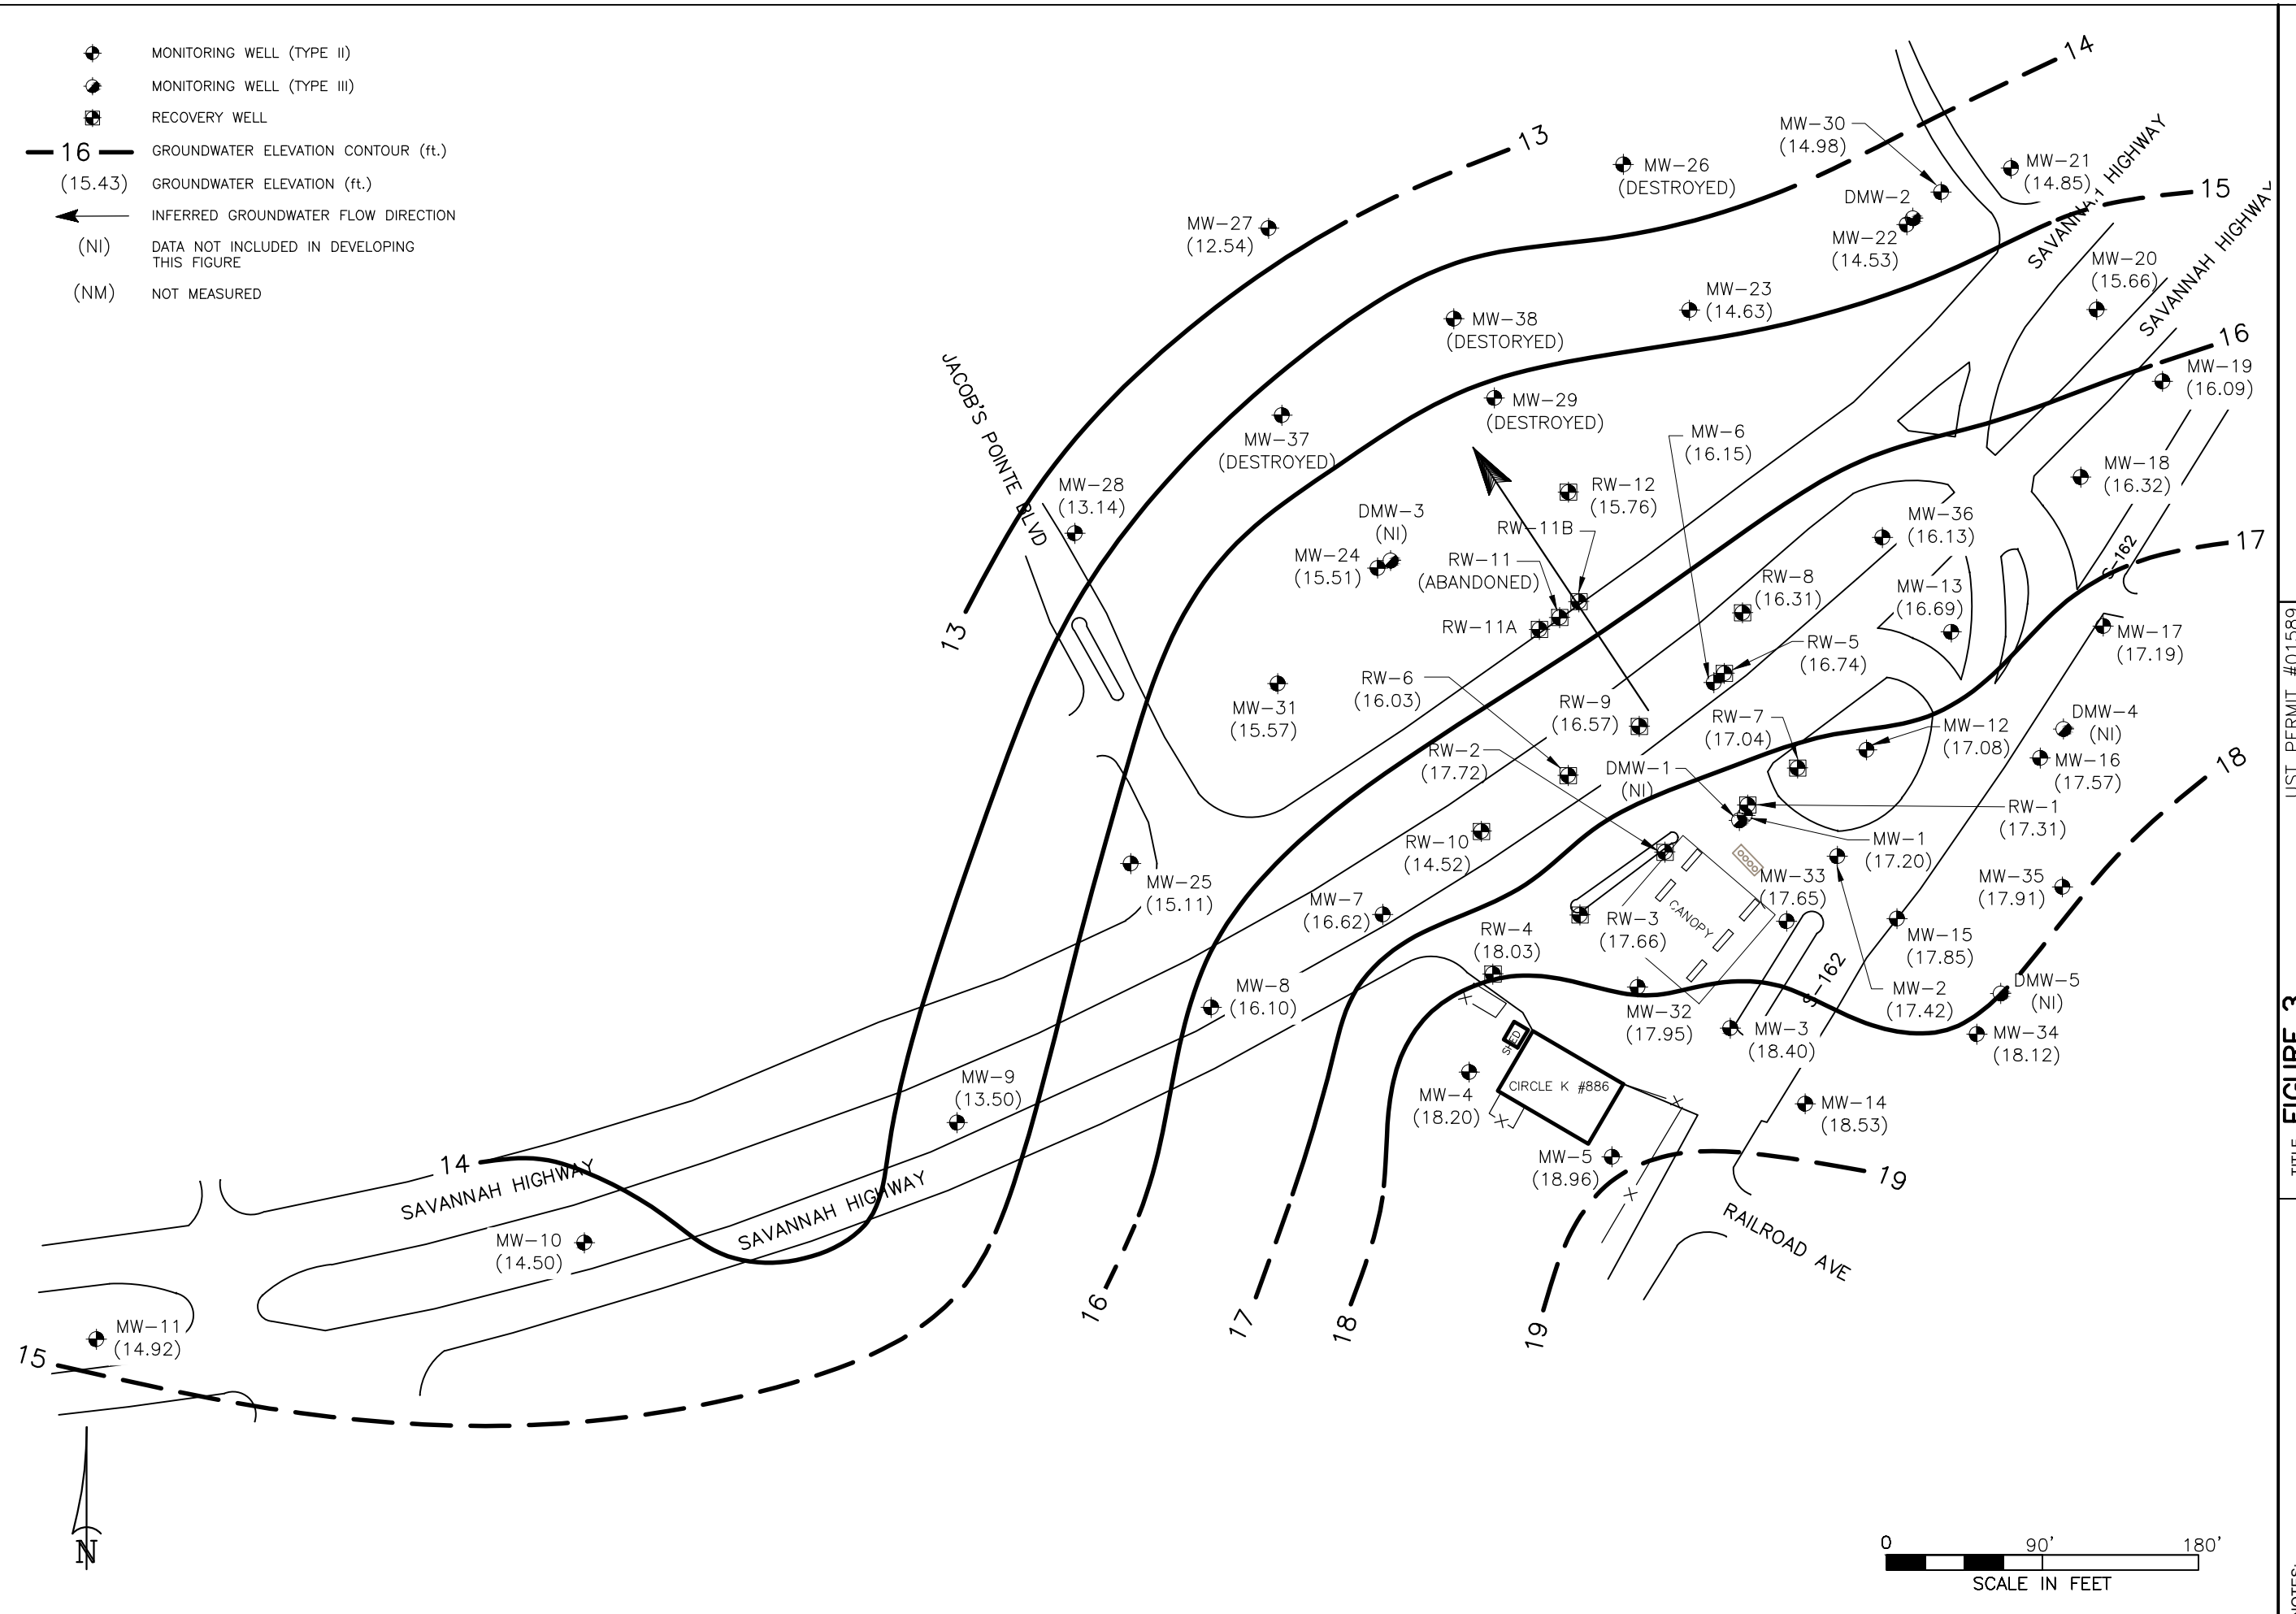 MONITORING WELL (TYPE II)
MONITORING WELL (TYPE III)
RECOVERY WELL
16
GROUNDWATER ELEVATION CONTOUR (ft.)
(15.43)
GROUNDWATER ELEVATION (ft.)
INFERRED GROUNDWATER FLOW DIRECTION
(NI)
DATA NOT INCLUDED IN DEVELOPING
THIS FIGURE
(NM)
NOT MEASURED
14
13
MW-30
(14.98)
MW-26
(DESTROYED)
MW-21
(14.85)
SAVANNAH HIGHWAY
15
DMW-2
MW-27
(12.54)
MW-22
(14.53)
SAVANNAH HIGHWAY
MW-20
(15.66)
MW-23
(14.63)
MW-38
(DESTORYED)
16
JACOB'S POINTE BLVD
MW-19
(16.09)
MW-29
(DESTROYED)
MW-37
(DESTROYED)
MW-6
(16.15)
MW-18
(16.32)
MW-28
(13.14)
RW-12
(15.76)
DMW-3
(NI)
RW-11B
MW-36
(16.13)
17
MW-24
(15.51)
RW-11
(ABANDONED)
S-162
RW-8
(16.31)
MW-13
(16.69)
RW-11A
13
MW-17
(17.19)
RW-5
(16.74)
RW-6
(16.03)
MW-31
(15.57)
RW-9
(16.57)
RW-7
(17.04)
MW-12
(17.08)
DMW-4
(NI)
RW-2
(17.72)
DMW-1
(NI)
MW-16
(17.57)
18
RW-1
(17.31)
RW-10
(14.52)
MW-1
(17.20)
MW-25
(15.11)
MW-33
(17.65)
MW-35
(17.91)
MW-7
(16.62)
RW-3
(17.66)
CANOPY
RW-4
(18.03)
MW-15
(17.85)
S-162
MW-8
(16.10)
MW-2
(17.42)
DMW-5
(NI)
MW-32
(17.95)
MW-3
(18.40)
MW-34
(18.12)
X
SHED
CIRCLE K #886
MW-9
(13.50)
MW-4
(18.20)
X
X
MW-14
(18.53)
MW-5
(18.96)
X
19
14
SAVANNAH HIGHWAY
SAVANNAH HIGHWAY
RAILROAD AVE
MW-10
(14.50)
16
17
18
19
MW-11
(14.92)
15
N
0 90' 180'
SCALE IN FEET
UST PERMIT #01589
TITLE FIGURE 3
NOTES: